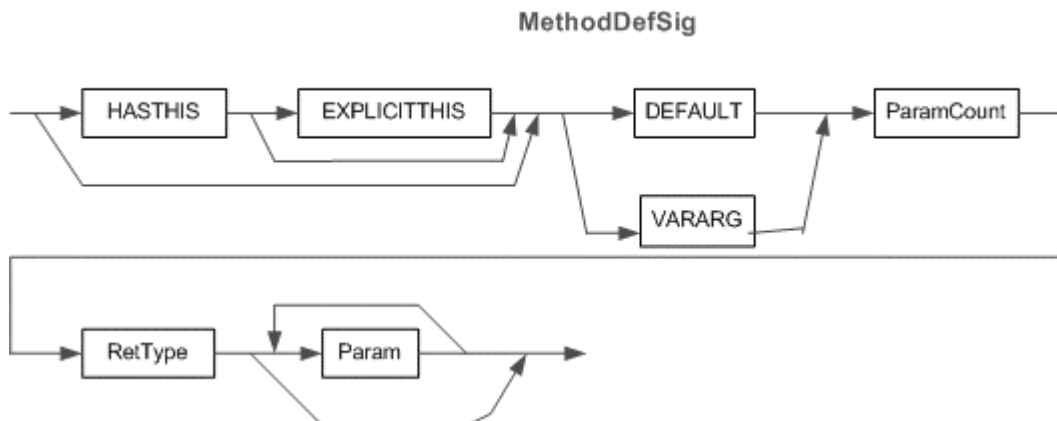 MethodDefSig
HASTHIS EXPLICITTHIS DEFAULT ParamCount
VARARG
RetType Param